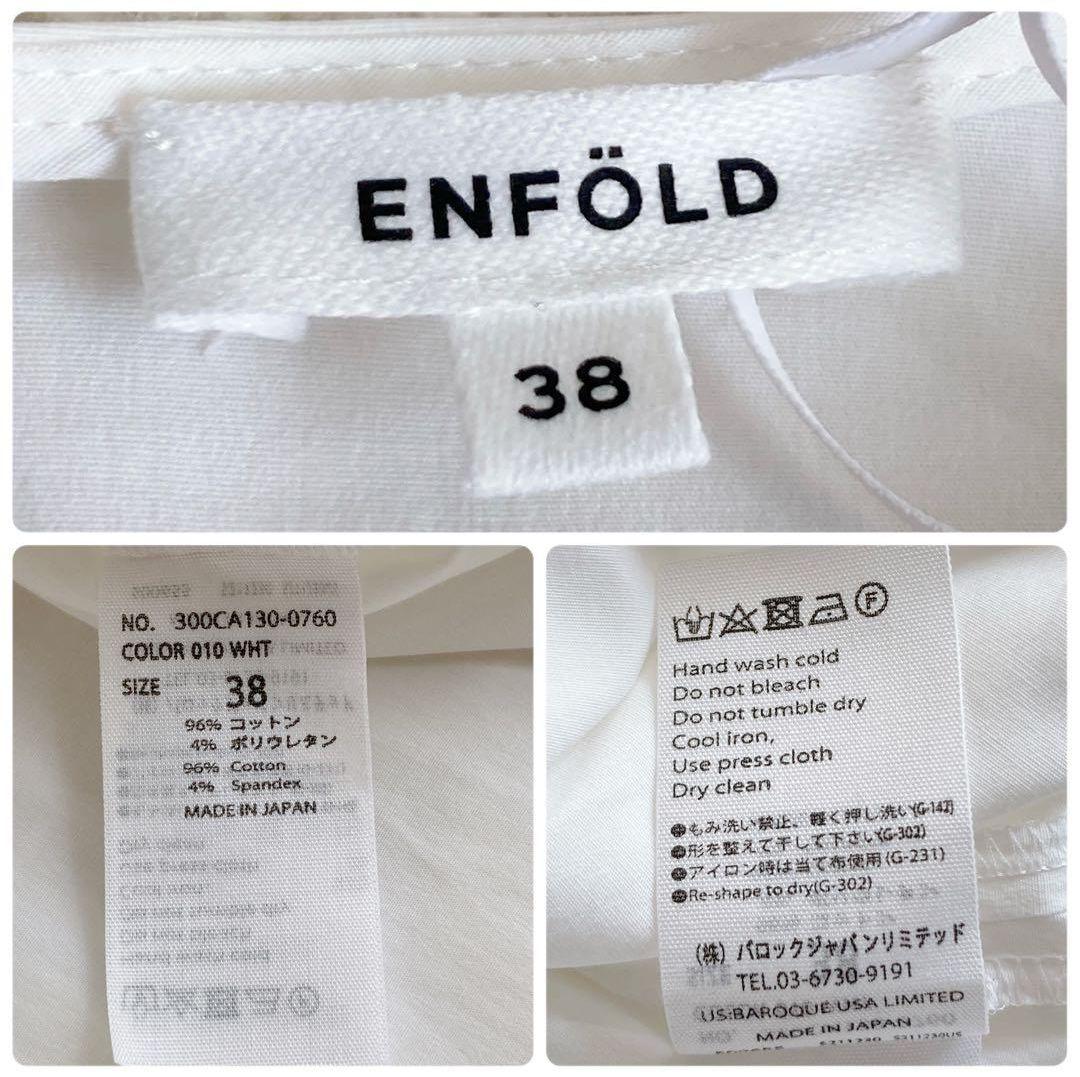 ENFÖLD
38
NO. 300CA130-0760
COLOR 010 WHT
SIZE 38
96% コットン
4% ポリウレタン
96% Cotton
4% Spandex
MADE IN JAPAN
F
Hand wash cold
Do not bleach
Do not tumble dry
Cool iron,
Use press cloth
Dry clean
●もみ洗い禁止、軽く押し洗い(G-142)
●形を整えて干して下さい(G-302)
●アイロン時は当て布使用(G-231)
●Re-shape to dry(G-302)
(株) バロックジャパンリミテッド
TEL.03-6730-9191
US:BAROQUE USA LIMITED
MADE IN JAPAN